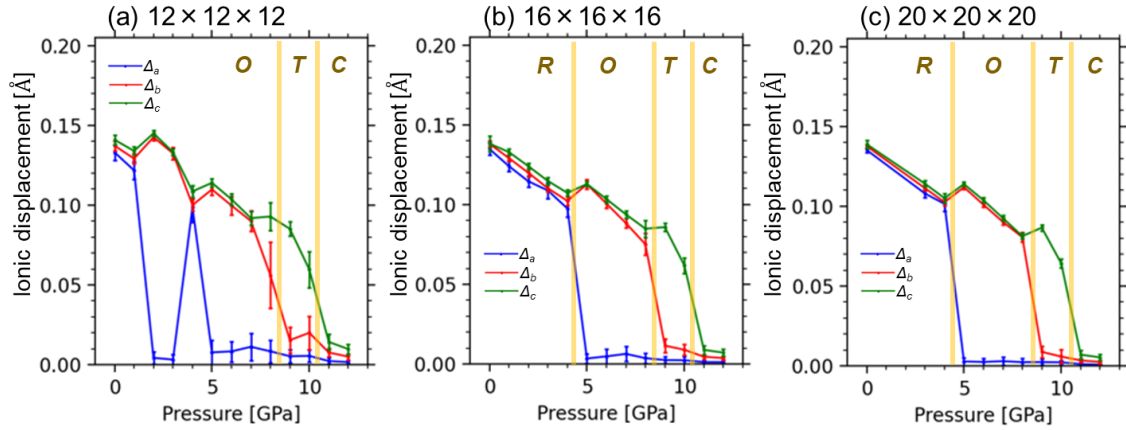 (a) 12×12×12
Ionic displacement [Å]
0.20
0.15
0.10
0.05
0.00
O T C
Δa
Δb
Δc
0 5 10
Pressure [GPa]
(b) 16×16×16
Ionic displacement [Å]
0.20
0.15
0.10
0.05
0.00
R O T C
Δa
Δb
Δc
0 5 10
Pressure [GPa]
(c) 20×20×20
Ionic displacement [Å]
0.20
0.15
0.10
0.05
0.00
R O T C
Δa
Δb
Δc
0 5 10
Pressure [GPa]